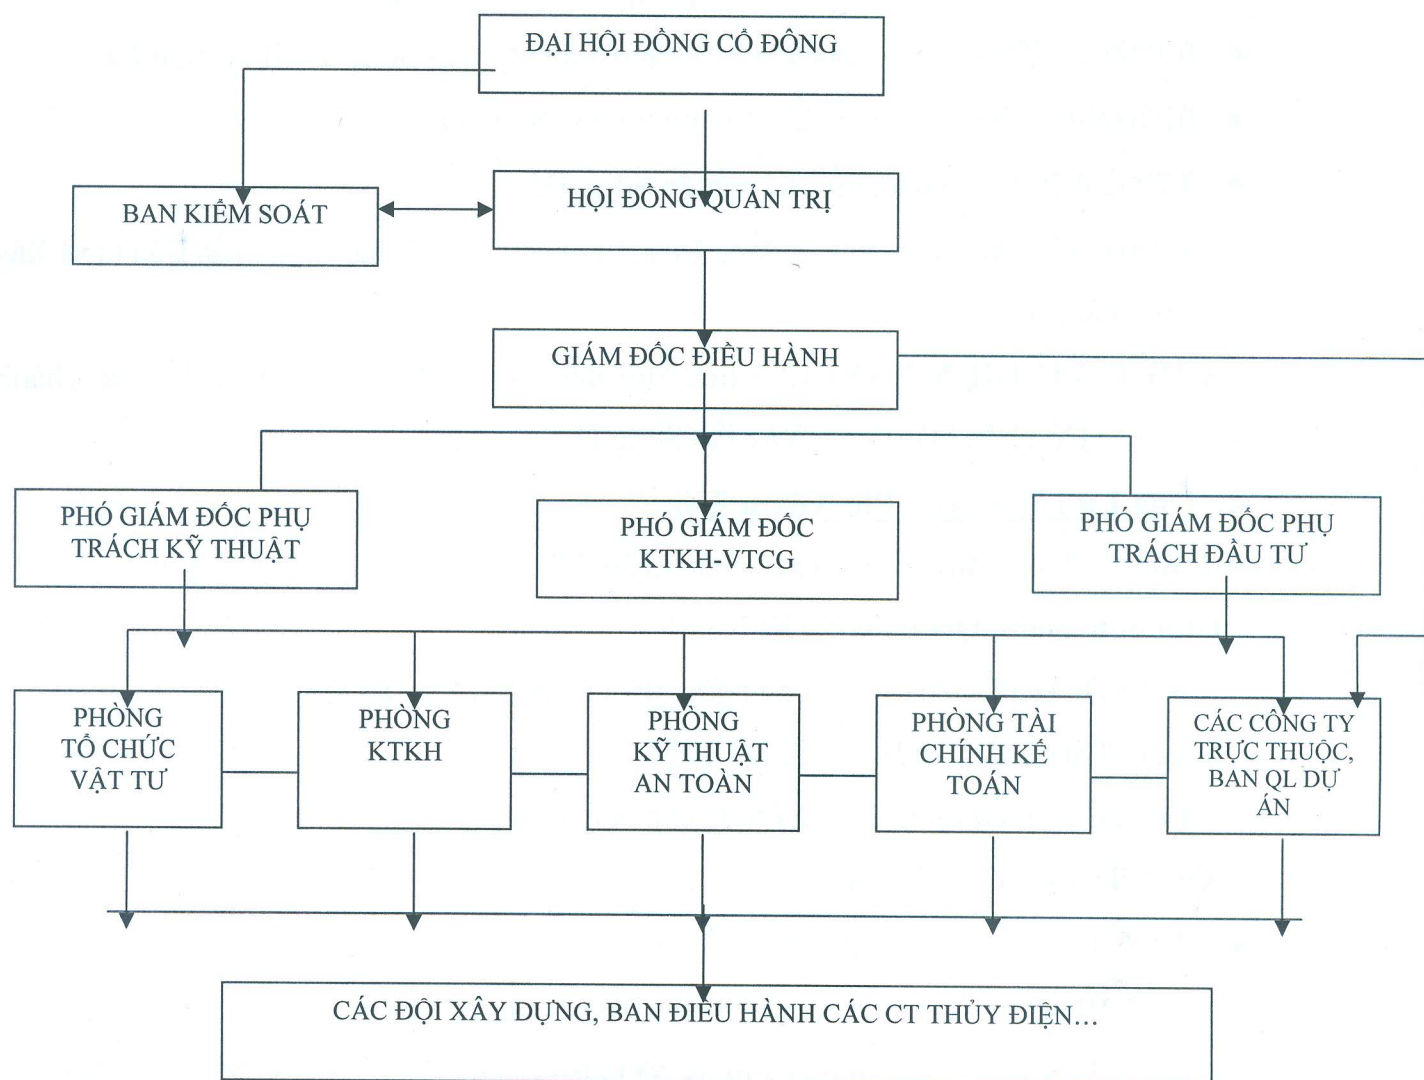 ĐẠI HỘI ĐỒNG CỔ ĐÔNG
BAN KIỂM SOÁT
HỘI ĐỒNG QUẢN TRỊ
GIÁM ĐỐC ĐIỀU HÀNH
PHÓ GIÁM ĐỐC PHỤ
TRÁCH KỸ THUẬT
PHÓ GIÁM ĐỐC
KTKH-VTCG
PHÓ GIÁM ĐỐC PHỤ
TRÁCH ĐẦU TƯ
PHÒNG
TỔ CHỨC
VẬT TƯ
PHÒNG
KTKH
PHÒNG
KỸ THUẬT
AN TOÀN
PHÒNG TÀI
CHÍNH KẾ
TOÁN
CÁC CÔNG TY
TRỰC THUỘC,
BAN QL DỰ
ÁN
CÁC ĐỘI XÂY DỰNG, BAN ĐIỀU HÀNH CÁC CT THỦY ĐIỆN...